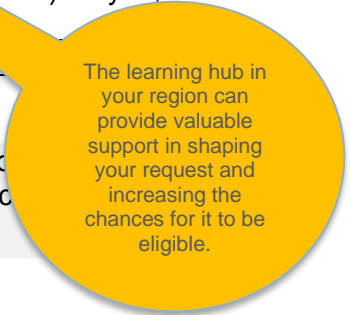 The learning hub in
your region can
provide valuable
support in shaping
your request and
increasing the
chances for it to be
eligible.